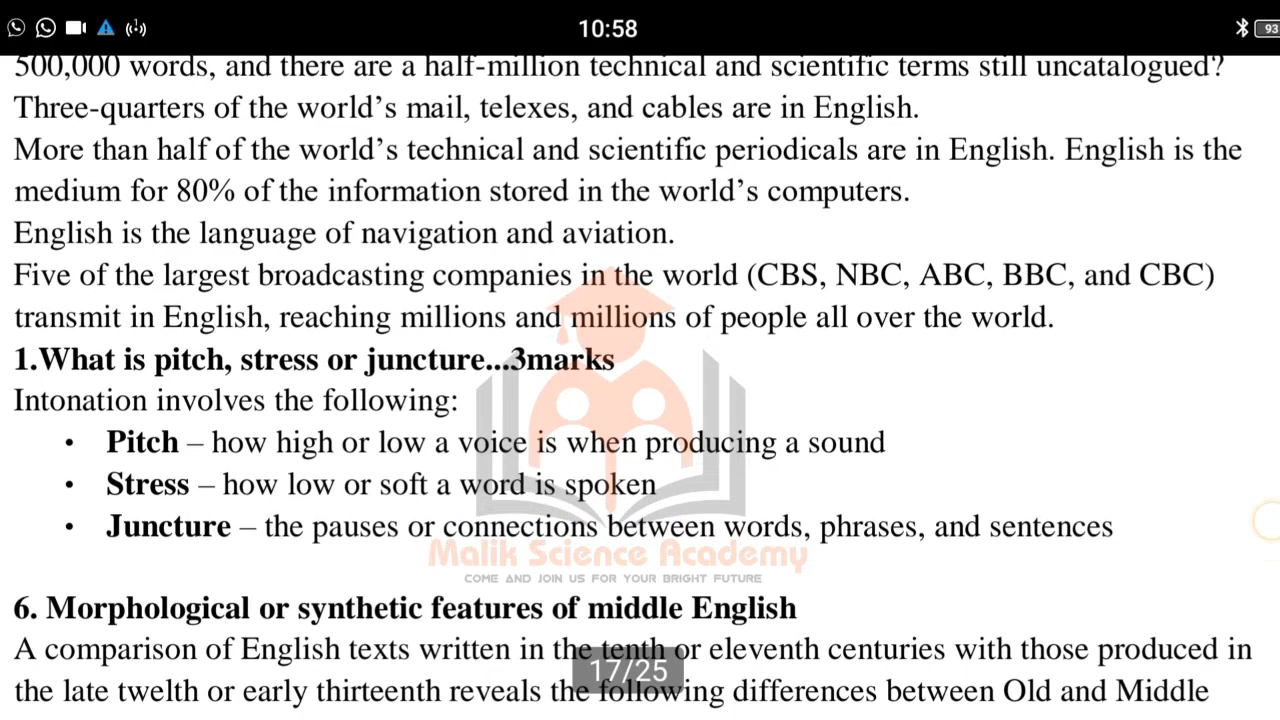 10:58
93
500,000 words, and there are a half-million technical and scientific terms still uncatalogued?
Three-quarters of the world's mail, telexes, and cables are in English.
More than half of the world's technical and scientific periodicals are in English. English is the
medium for 80% of the information stored in the world's computers.
English is the language of navigation and aviation.
Five of the largest broadcasting companies in the world (CBS, NBC, ABC, BBC, and CBC)
transmit in English, reaching millions and millions of people all over the world.
1.What is pitch, stress or juncture...3marks
Intonation involves the following:
• Pitch – how high or low a voice is when producing a sound
• Stress – how low or soft a word is spoken
• Juncture – the pauses or connections between words, phrases, and sentences
Malik Science Academy
COME AND JOIN US FOR YOUR BRIGHT FUTURE
6. Morphological or synthetic features of middle English
A comparison of English texts written in the tenth or eleventh centuries with those produced in
17/25
the late twelth or early thirteenth reveals the following differences between Old and Middle